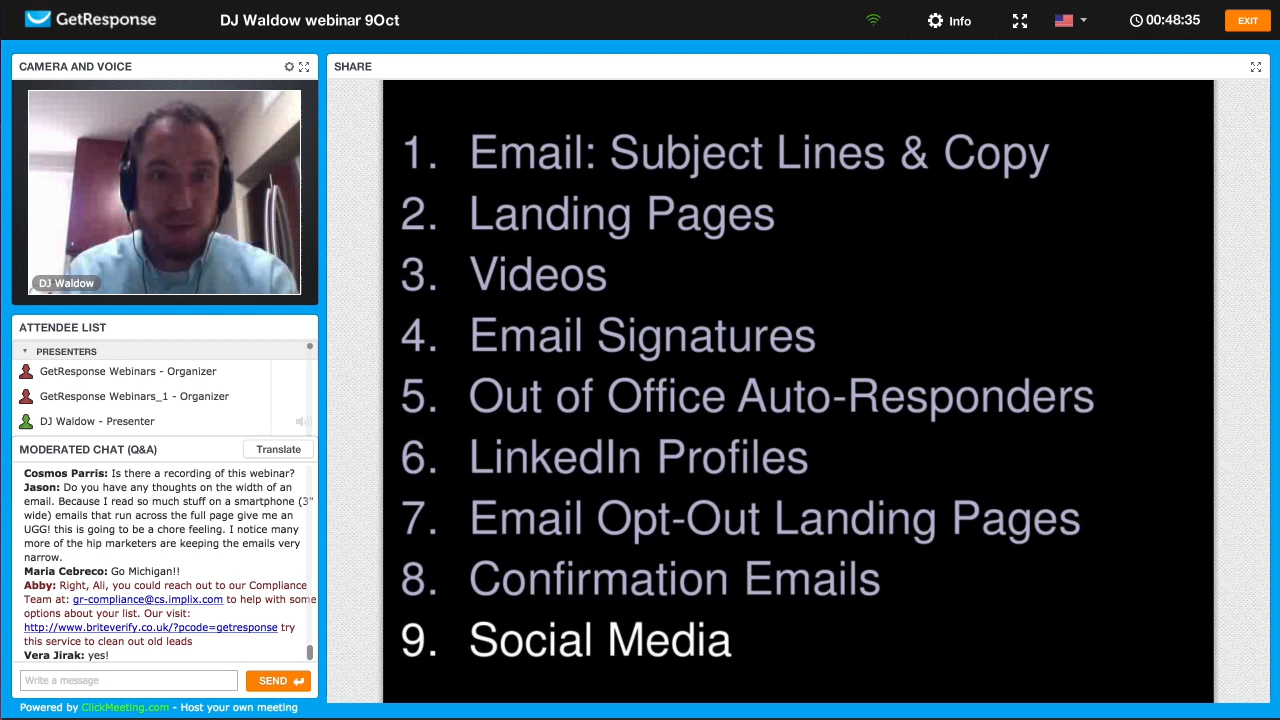 GetResponse
DJ Waldow webinar 9Oct
Info
00:48:35
EXIT
CAMERA AND VOICE
DJ Waldow
ATTENDEE LIST
PRESENTERS
GetResponse Webinars - Organizer
GetResponse Webinars_1 - Organizer
DJ Waldow - Presenter
MODERATED CHAT (Q&A)
Translate
Cosmos Parris: Is there a recording of this webinar?
Jason: Do you have any thoughts on the width of an
email. Because I read so much stuff on a smartphone (3"
wide) emails that run across the full page give me an
UGG! this is going to be a chore feeling. I notice many
more of the hip marketers are keeping the emails very
narrow.
Maria Cebreco: Go Michigan!!
Abby: Right, Ali, you could reach out to our Compliance
Team at: gr-compliance@cs.implix.com to help with some
options about your list. Our visit:
http://www.briteverify.co.uk/?pcode=getresponse try
this service to clean out old leads
Vera Jirak: yes!
Write a message
SEND
Powered by ClickMeeting.com - Host your own meeting
SHARE
1. Email: Subject Lines & Copy
2. Landing Pages
3. Videos
4. Email Signatures
5. Out of Office Auto-Responders
6. LinkedIn Profiles
7. Email Opt-Out Landing Pages
8. Confirmation Emails
9. Social Media